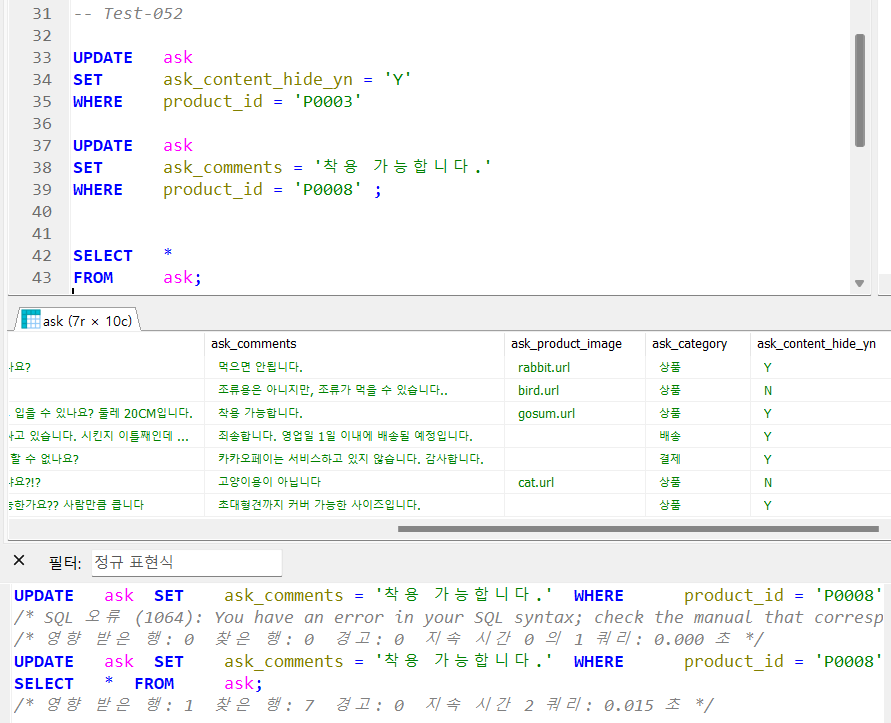 31 -- Test-052
32
33 UPDATE ask
34 SET ask_content_hide_yn = 'Y'
35 WHERE product_id = 'P0003'
36
37 UPDATE ask
38 SET ask_comments = '착용 가능합니다.'
39 WHERE product_id = 'P0008' ;
40
41
42 SELECT *
43 FROM ask;
ask (7r × 10c)
ask_comments ask_product_image ask_category ask_content_hide_yn
나요? 먹으면 안됩니다. rabbit.url 상품 Y
조류용은 아니지만, 조류가 먹을 수 있습니다.. bird.url 상품 N
입을 수 있나요? 둘레 20CM입니다. 착용 가능합니다. gosum.url 상품 Y
하고 있습니다. 시킨지 이틀째인데 ... 죄송합니다. 영업일 1일 이내에 배송될 예정입니다. 배송 Y
할 수 없나요? 카카오페이는 서비스하고 있지 않습니다. 감사합니다. 결제 Y
요?!? 고양이용이 아닙니다 cat.url 상품 N
능한가요?? 사람만큼 큽니다 초대형견까지 커버 가능한 사이즈입니다. 상품 Y
필터: 정규 표현식
UPDATE ask SET ask_comments = '착용 가능합니다.' WHERE product_id = 'P0008'
/* SQL 오류 (1064): You have an error in your SQL syntax; check the manual that corresp
/* 영향 받은 행: 0 찾은 행: 0 경고: 0 지속 시간 0 의 1 쿼리: 0.000 초 */
UPDATE ask SET ask_comments = '착용 가능합니다.' WHERE product_id = 'P0008'
SELECT * FROM ask;
/* 영향 받은 행: 1 찾은 행: 7 경고: 0 지속 시간 2 쿼리: 0.015 초 */